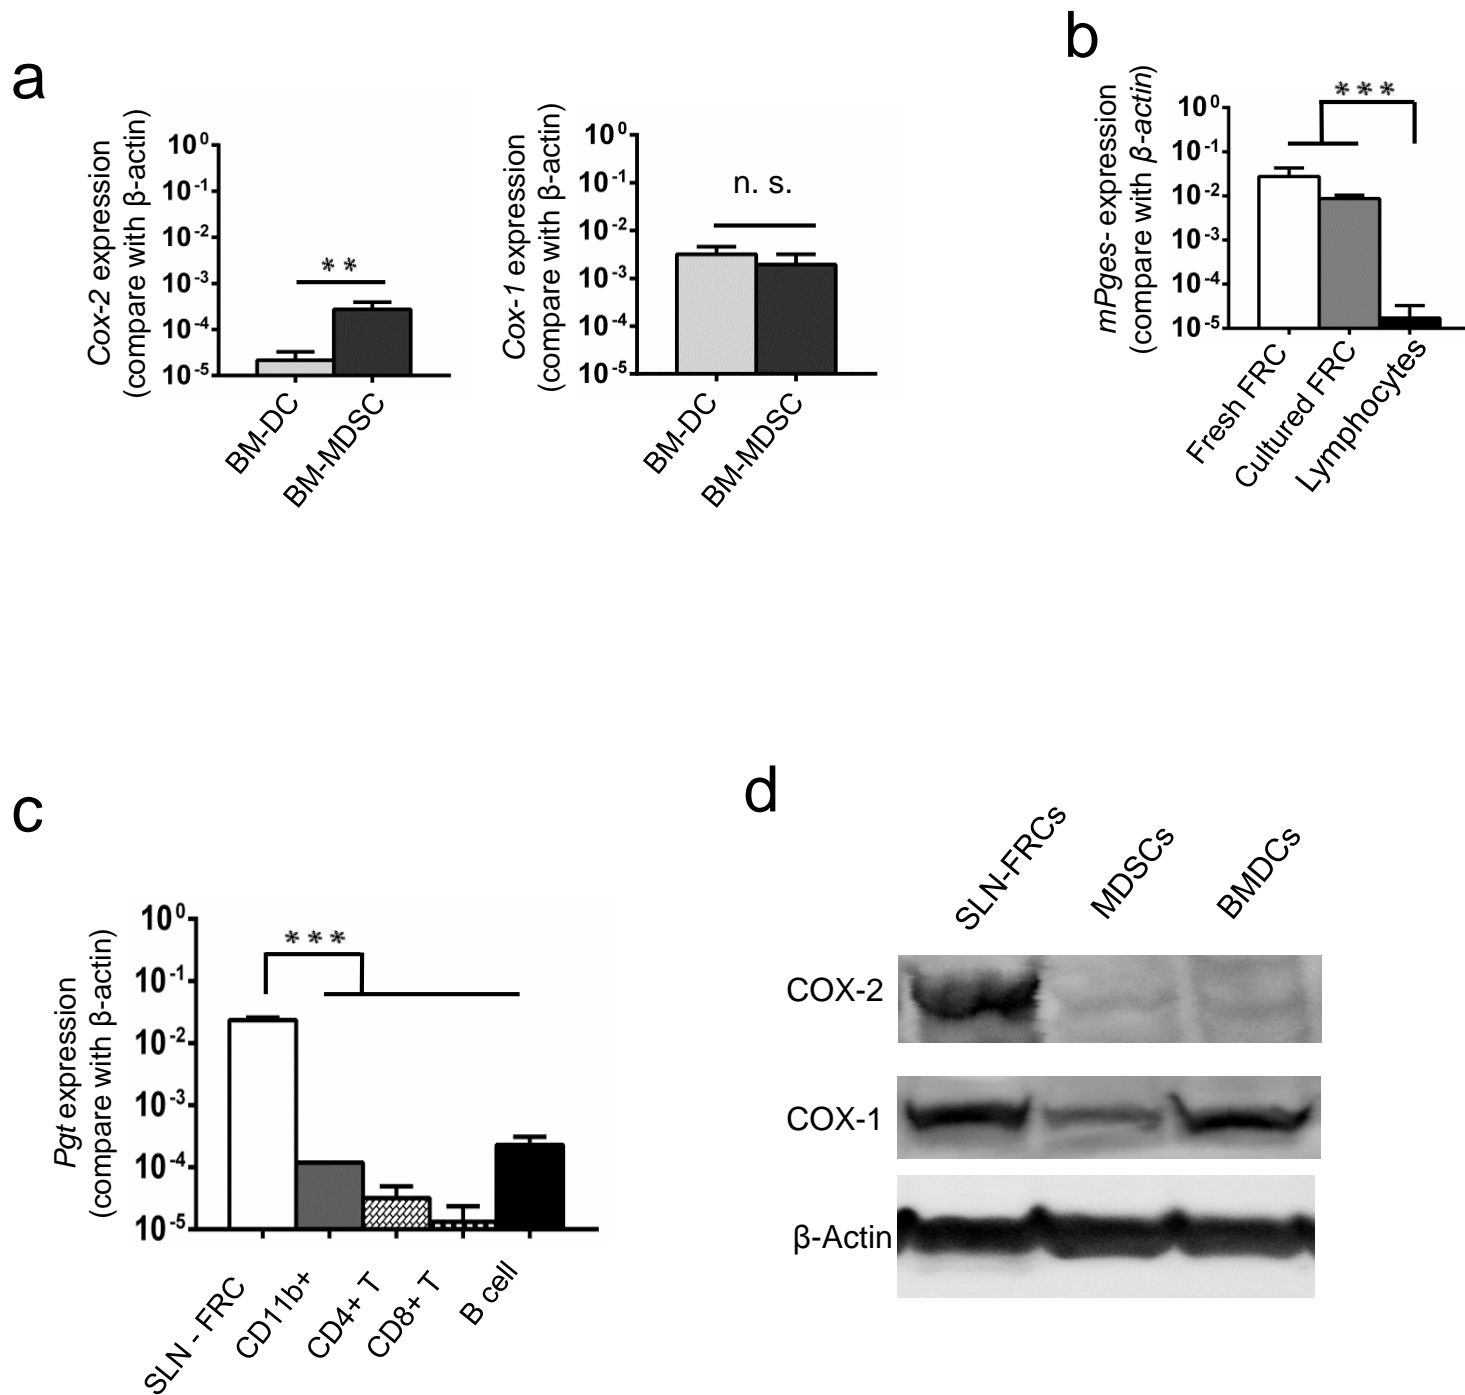 a
Cox-2 expression
(compare with β-actin)
10⁰
10⁻¹
10⁻²
10⁻³
10⁻⁴
10⁻⁵
**
BM-DC
BM-MDSC
Cox-1 expression
(compare with β-actin)
10⁰
10⁻¹
10⁻²
10⁻³
10⁻⁴
10⁻⁵
n. s.
BM-DC
BM-MDSC
b
mPges- expression
(compare with β-actin)
10⁰
10⁻¹
10⁻²
10⁻³
10⁻⁴
10⁻⁵
***
Fresh FRC
Cultured FRC
Lymphocytes
c
Pgt expression
(compare with β-actin)
10⁰
10⁻¹
10⁻²
10⁻³
10⁻⁴
10⁻⁵
***
SLN - FRC
CD11b+
CD4+ T
CD8+ T
B cell
d
SLN-FRCs
MDSCs
BMDCs
COX-2
COX-1
β-Actin